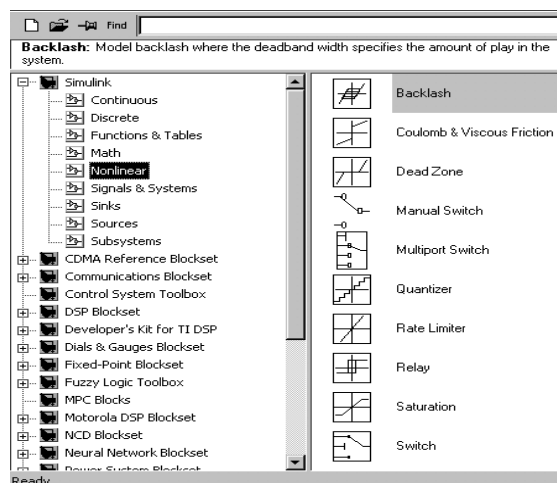 Find
Backlash: Model backlash where the deadband width specifies the amount of play in the
system.
Simulink
Continuous
Discrete
Functions & Tables
Math
Nonlinear
Signals & Systems
Sinks
Sources
Subsystems
CDMA Reference Blockset
Communications Blockset
Control System Toolbox
DSP Blockset
Developer's Kit for TI DSP
Dials & Gauges Blockset
Fixed-Point Blockset
Fuzzy Logic Toolbox
MPC Blocks
Motorola DSP Blockset
NCD Blockset
Neural Network Blockset
Power System Blockset
Backlash
Coulomb & Viscous Friction
Dead Zone
Manual Switch
Multiport Switch
Quantizer
Rate Limiter
Relay
Saturation
Switch
Ready